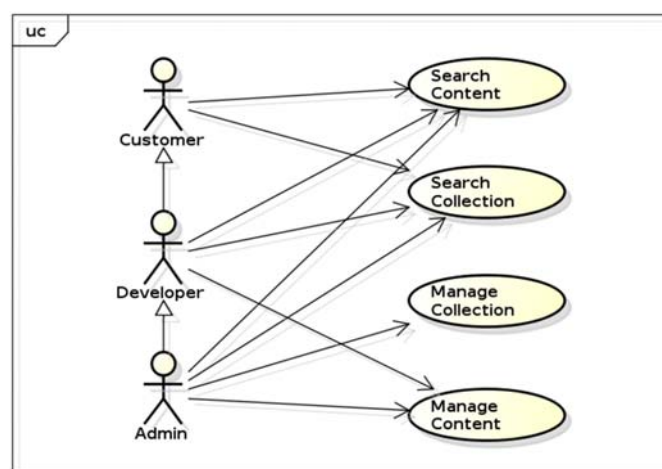 uc
Customer
Search
Content
Search
Collection
Developer
Manage
Collection
Admin
Manage
Content